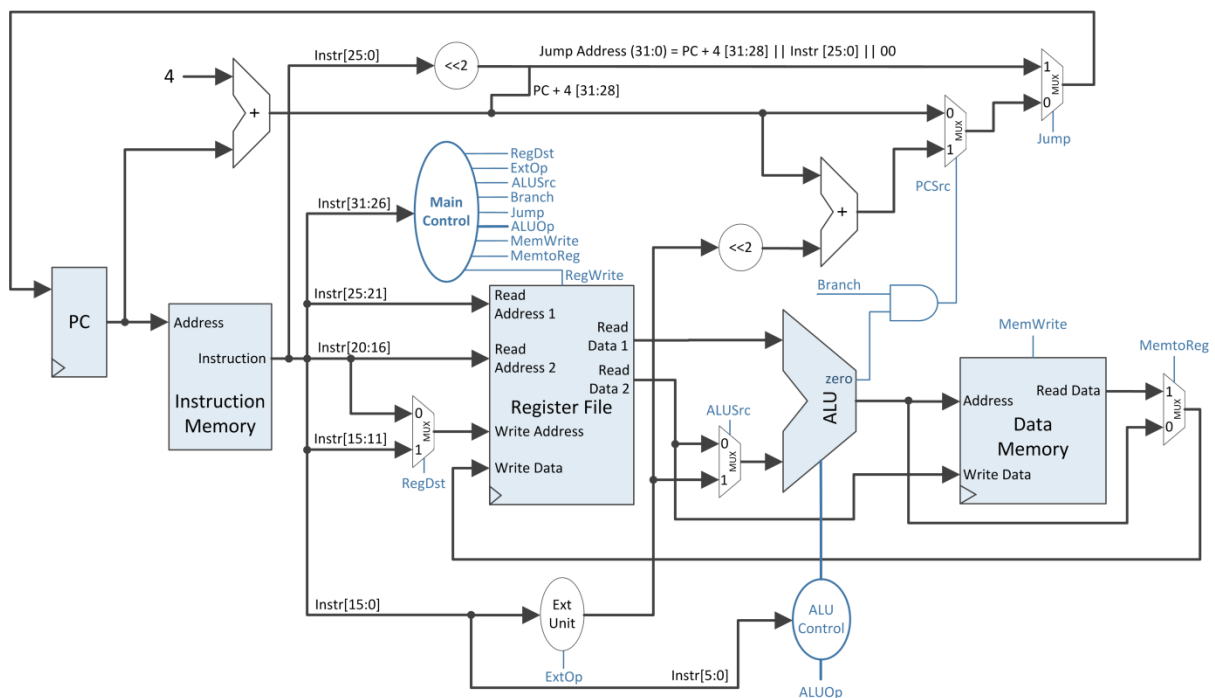 Instr[25:0]
<<2
Jump Address (31:0) = PC + 4 [31:28] || Instr [25:0] || 00
4
+
PC + 4 [31:28]
1
0
MUX
Jump
0
1
MUX
PCSrc
RegDst
ExtOp
ALUSrc
Branch
Jump
ALUOp
MemWrite
MemtoReg
Main
Control
Instr[31:26]
<<2
+
RegWrite
PC
Address
Instruction
Instruction
Memory
Instr[25:21]
Instr[20:16]
Instr[15:11]
0
1
MUX
RegDst
Read
Address 1
Read
Address 2
Read
Data 1
Read
Data 2
Register File
Write Address
Write Data
Branch
ALUSrc
0
1
MUX
zero
ALU
MemWrite
Read Data
Address
Data
Memory
Write Data
MemtoReg
1
0
MUX
Instr[15:0]
Ext
Unit
ExtOp
Instr[5:0]
ALU
Control
ALUOp